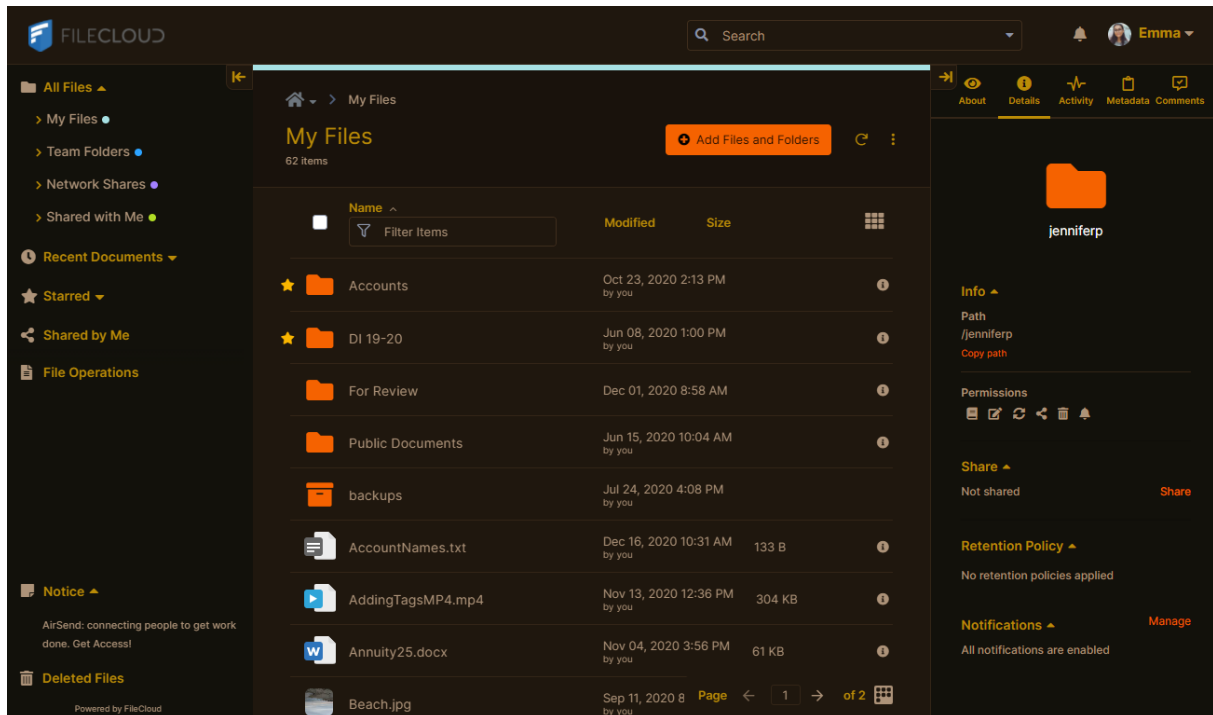 FILECLOUD
Search
Emma
All Files
My Files
Team Folders
Network Shares
Shared with Me
Recent Documents
Starred
Shared by Me
File Operations
Notice
AirSend: connecting people to get work
done. Get Access!
Deleted Files
Powered by FileCloud
My Files
My Files
62 items
Add Files and Folders
Name
Filter Items
Modified
Size
Accounts
Oct 23, 2020 2:13 PM
by you
DI 19-20
Jun 08, 2020 1:00 PM
by you
For Review
Dec 01, 2020 8:58 AM
Public Documents
Jun 15, 2020 10:04 AM
by you
backups
Jul 24, 2020 4:08 PM
by you
AccountNames.txt
Dec 16, 2020 10:31 AM
by you
133 B
AddingTagsMP4.mp4
Nov 13, 2020 12:36 PM
by you
304 KB
W
Annuity25.docx
Nov 04, 2020 3:56 PM
by you
61 KB
Beach.jpg
Sep 11, 2020 8
by you
Page 1 of 2
About
Details
Activity
Metadata
Comments
jenniferp
Info
Path
/jenniferp
Copy path
Permissions
Share
Not shared
Share
Retention Policy
No retention policies applied
Notifications
Manage
All notifications are enabled